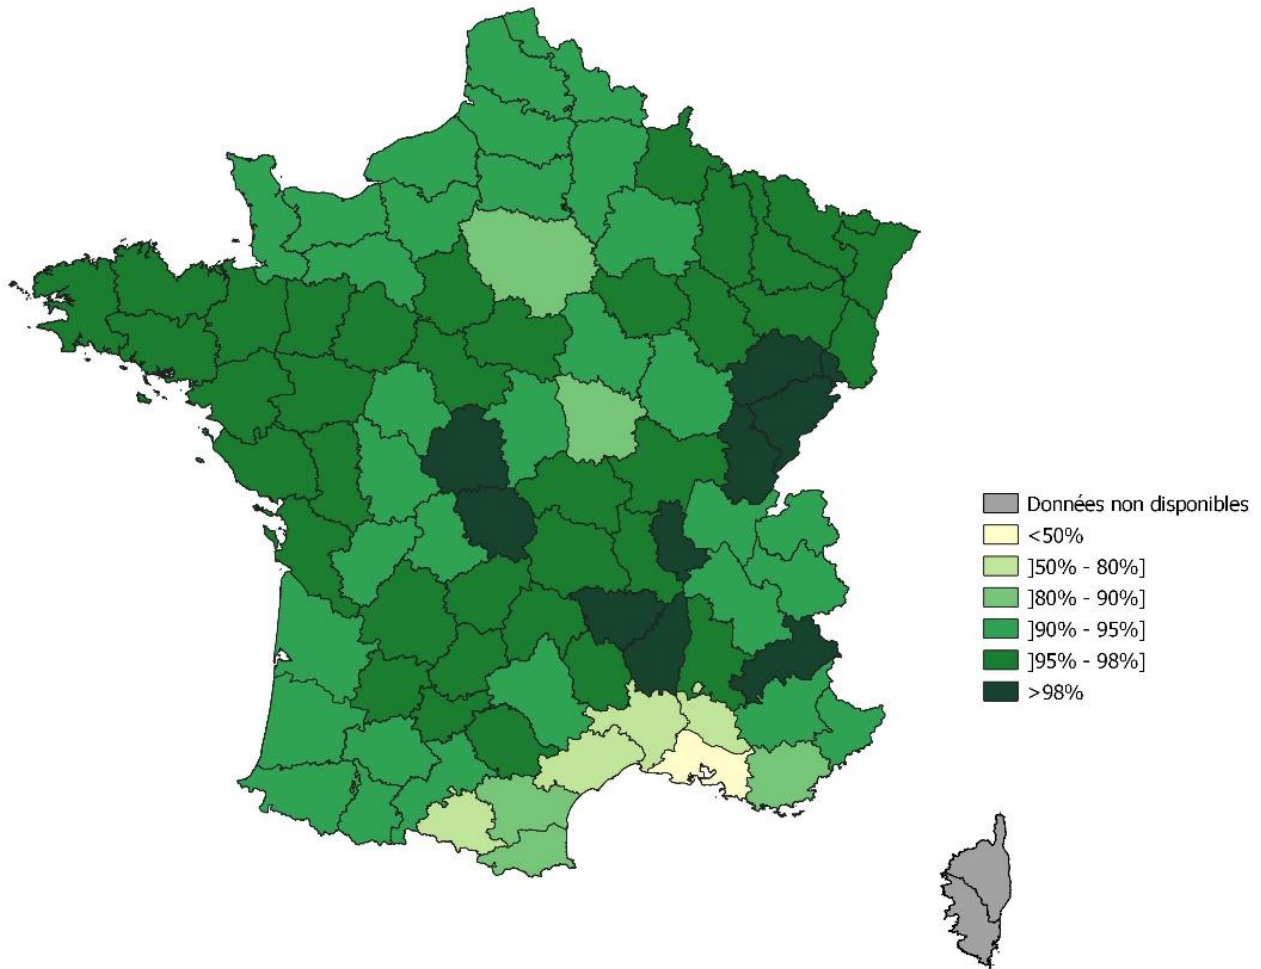 Données non disponibles
<50%
]50% - 80%]
]80% - 90%]
]90% - 95%]
]95% - 98%]
>98%